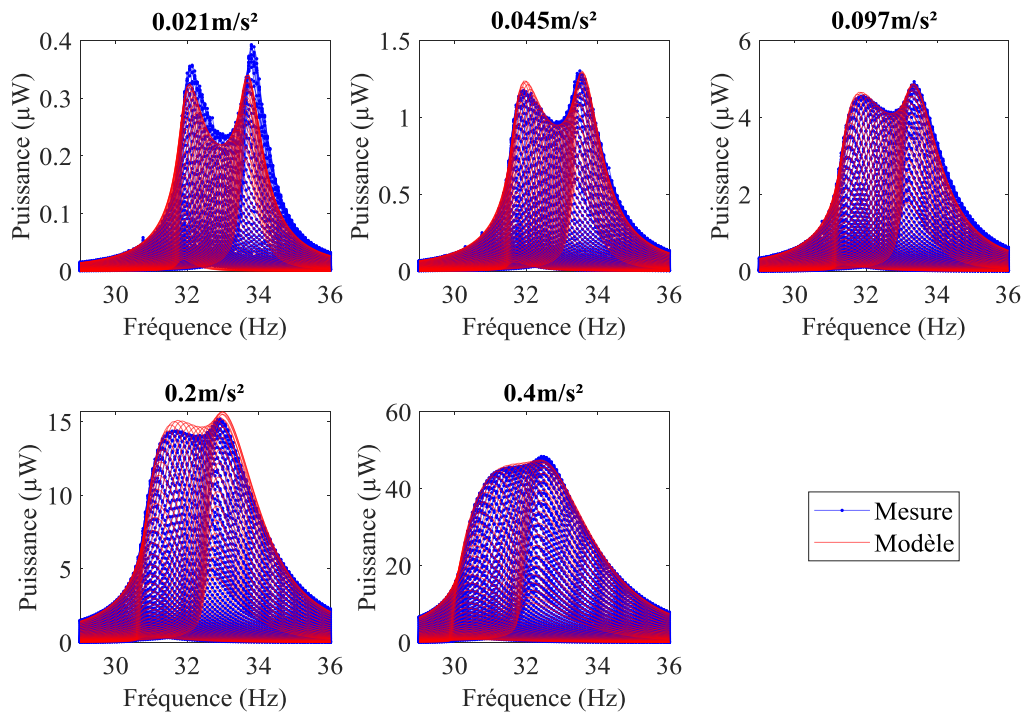 0.021m/s²
0.4
0.3
0.2
0.1
0
Puissance (µW)
30 32 34 36
Fréquence (Hz)
0.045m/s²
1.5
1
0.5
0
Puissance (µW)
30 32 34 36
Fréquence (Hz)
0.097m/s²
6
4
2
0
Puissance (µW)
30 32 34 36
Fréquence (Hz)
0.2m/s²
15
10
5
0
Puissance (µW)
30 32 34 36
Fréquence (Hz)
0.4m/s²
60
40
20
0
Puissance (µW)
30 32 34 36
Fréquence (Hz)
Mesure
Modèle